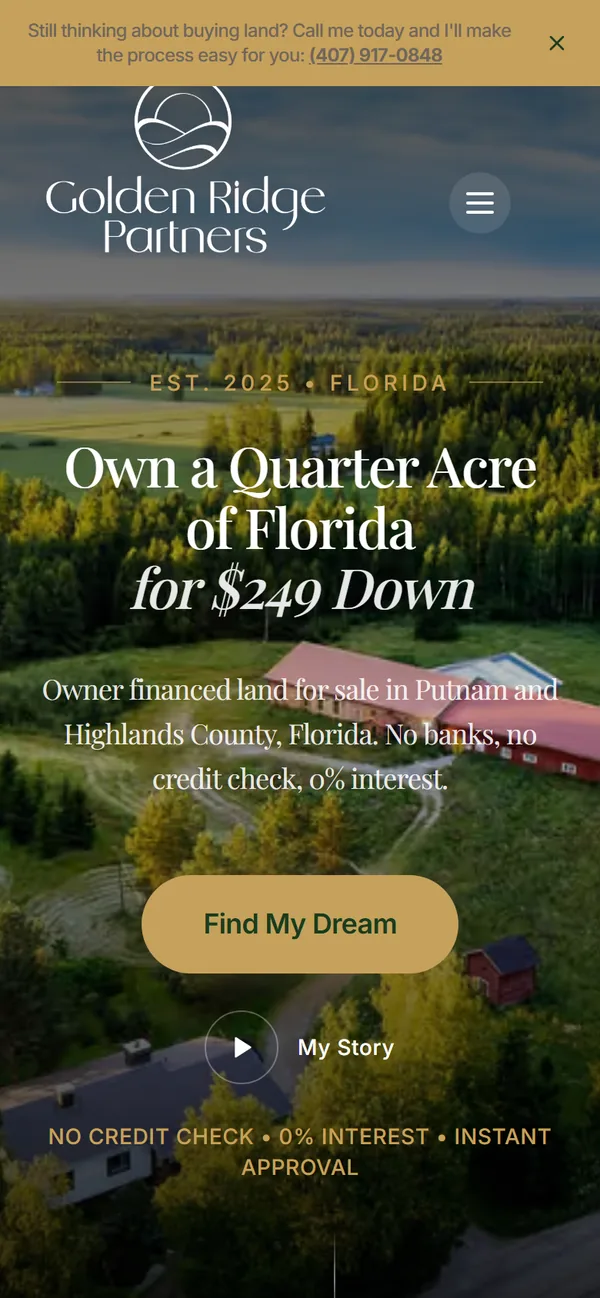 Still thinking about buying land? Call me today and I'll make
the process easy for you: (407) 917-0848
Golden Ridge
Partners
EST. 2025 • FLORIDA
Own a Quarter Acre
of Florida
for $249 Down
Owner financed land for sale in Putnam and
Highlands County, Florida. No banks, no
credit check, 0% interest.
Find My Dream
My Story
NO CREDIT CHECK • 0% INTEREST • INSTANT
APPROVAL